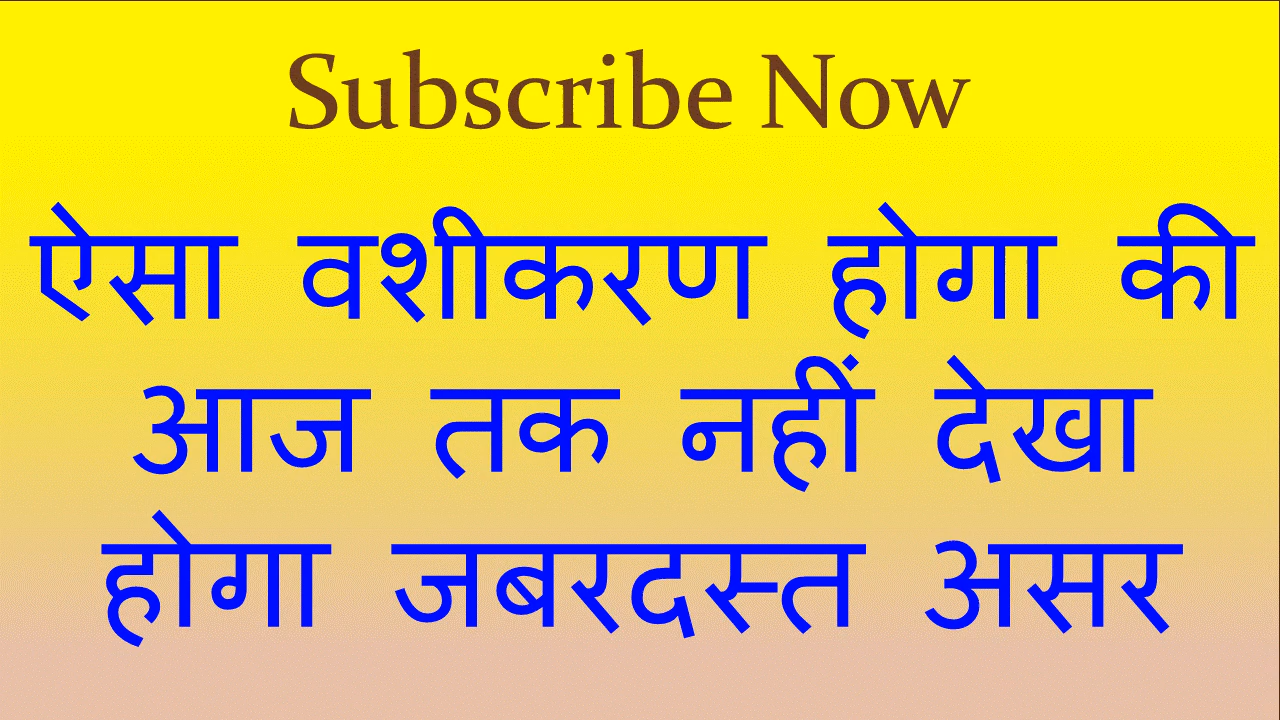 Subscribe Now
ऐसा वशीकरण होगा की
आज तक नहीं देखा
होगा जबरदस्त असर